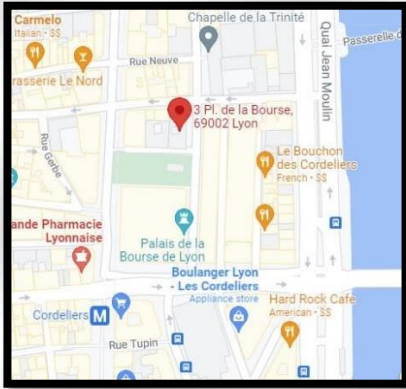 Carmelo
Italian · $$
Chapelle de la Trinité
Quai Jean Moulin
Passerelle d
Rue Neuve
rasserie Le Nord
3 Pl. de la Bourse,
69002 Lyon
Rue Gerbe
Le Bouchon
des Cordeliers
French · $$
ande Pharmacie
Lyonnaise
Palais de la
Bourse de Lyon
Boulanger Lyon
- Les Cordeliers
Appliance store
Hard Rock Cafe
American · $$
Cordeliers M
Rue Tupin